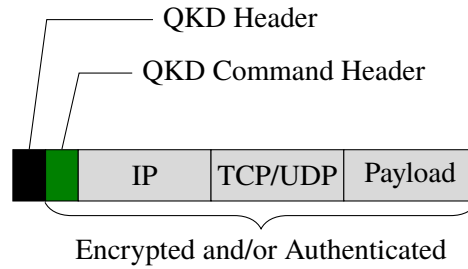 QKD Header
QKD Command Header
IP
TCP/UDP
Payload
Encrypted and/or Authenticated